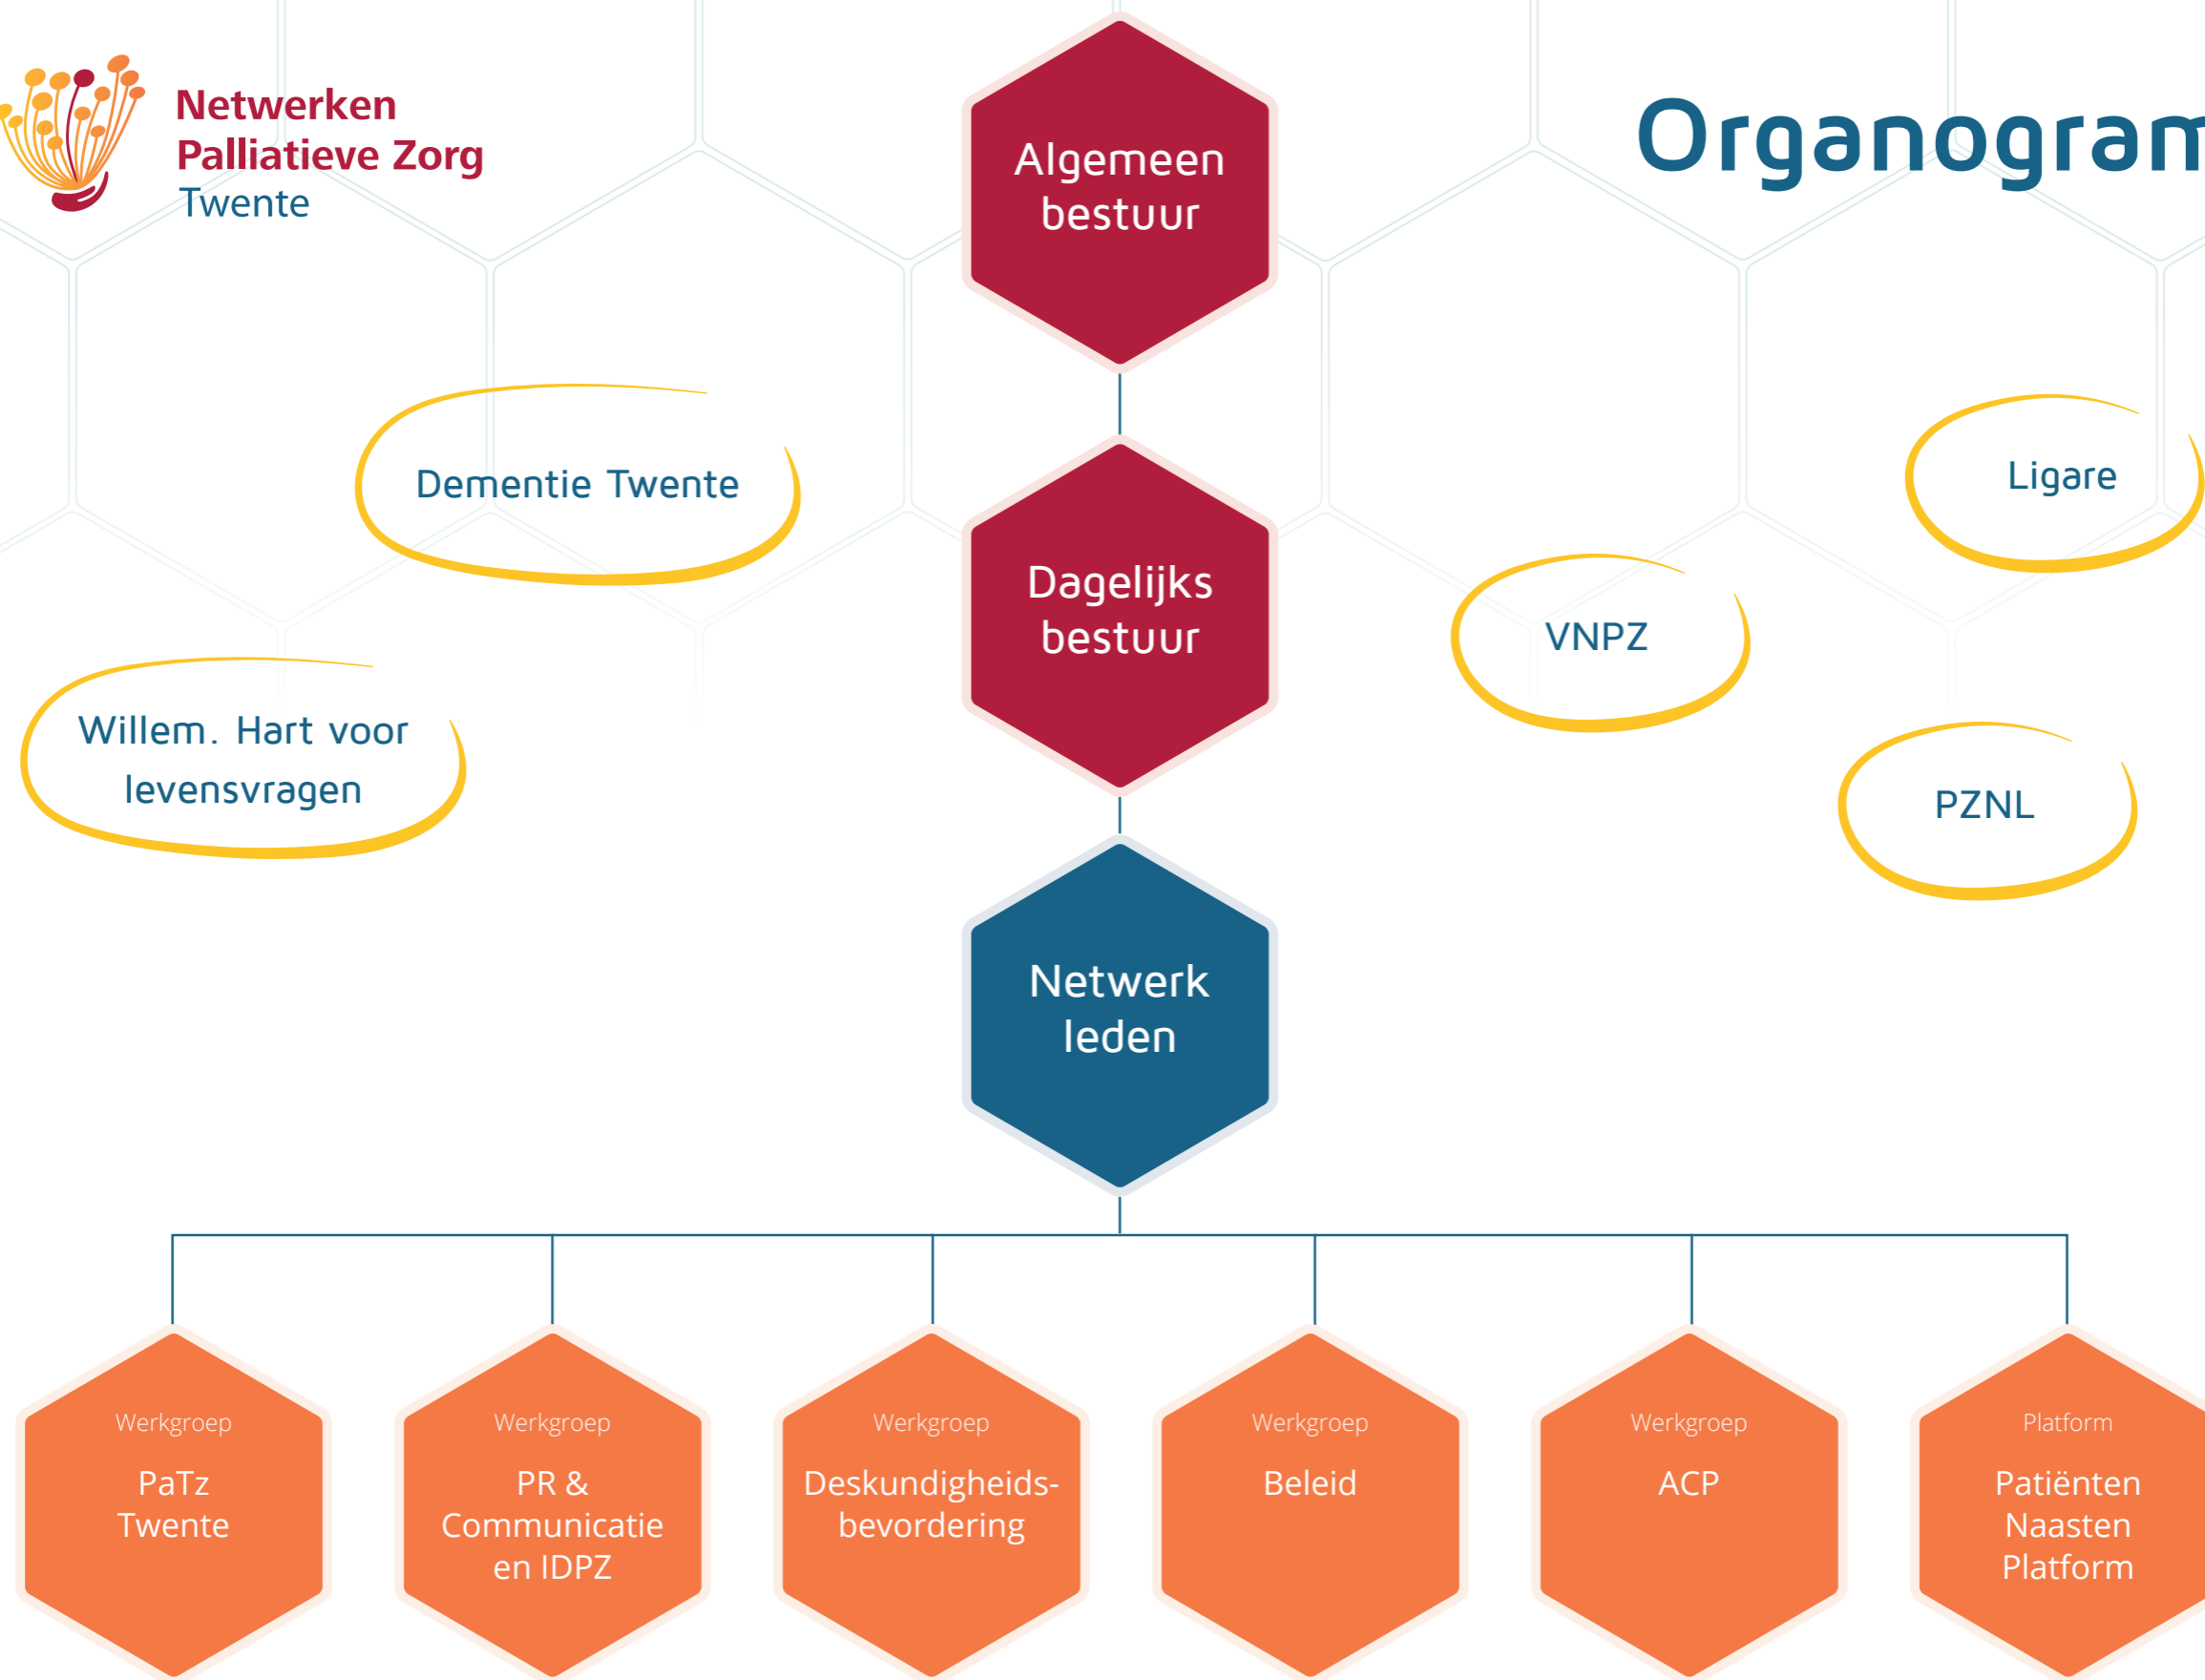 Netwerken
Palliatieve Zorg
Twente
Organogram
Algemeen
bestuur
Dementie Twente
Ligare
Dagelijks
bestuur
VNPZ
Willem. Hart voor
levensvragen
PZNL
Netwerk
leden
Werkgroep
PaTz
Twente
Werkgroep
PR &
Communicatie
en IDPZ
Werkgroep
Deskundigheids-
bevordering
Werkgroep
Beleid
Werkgroep
ACP
Platform
Patiënten
Naasten
Platform